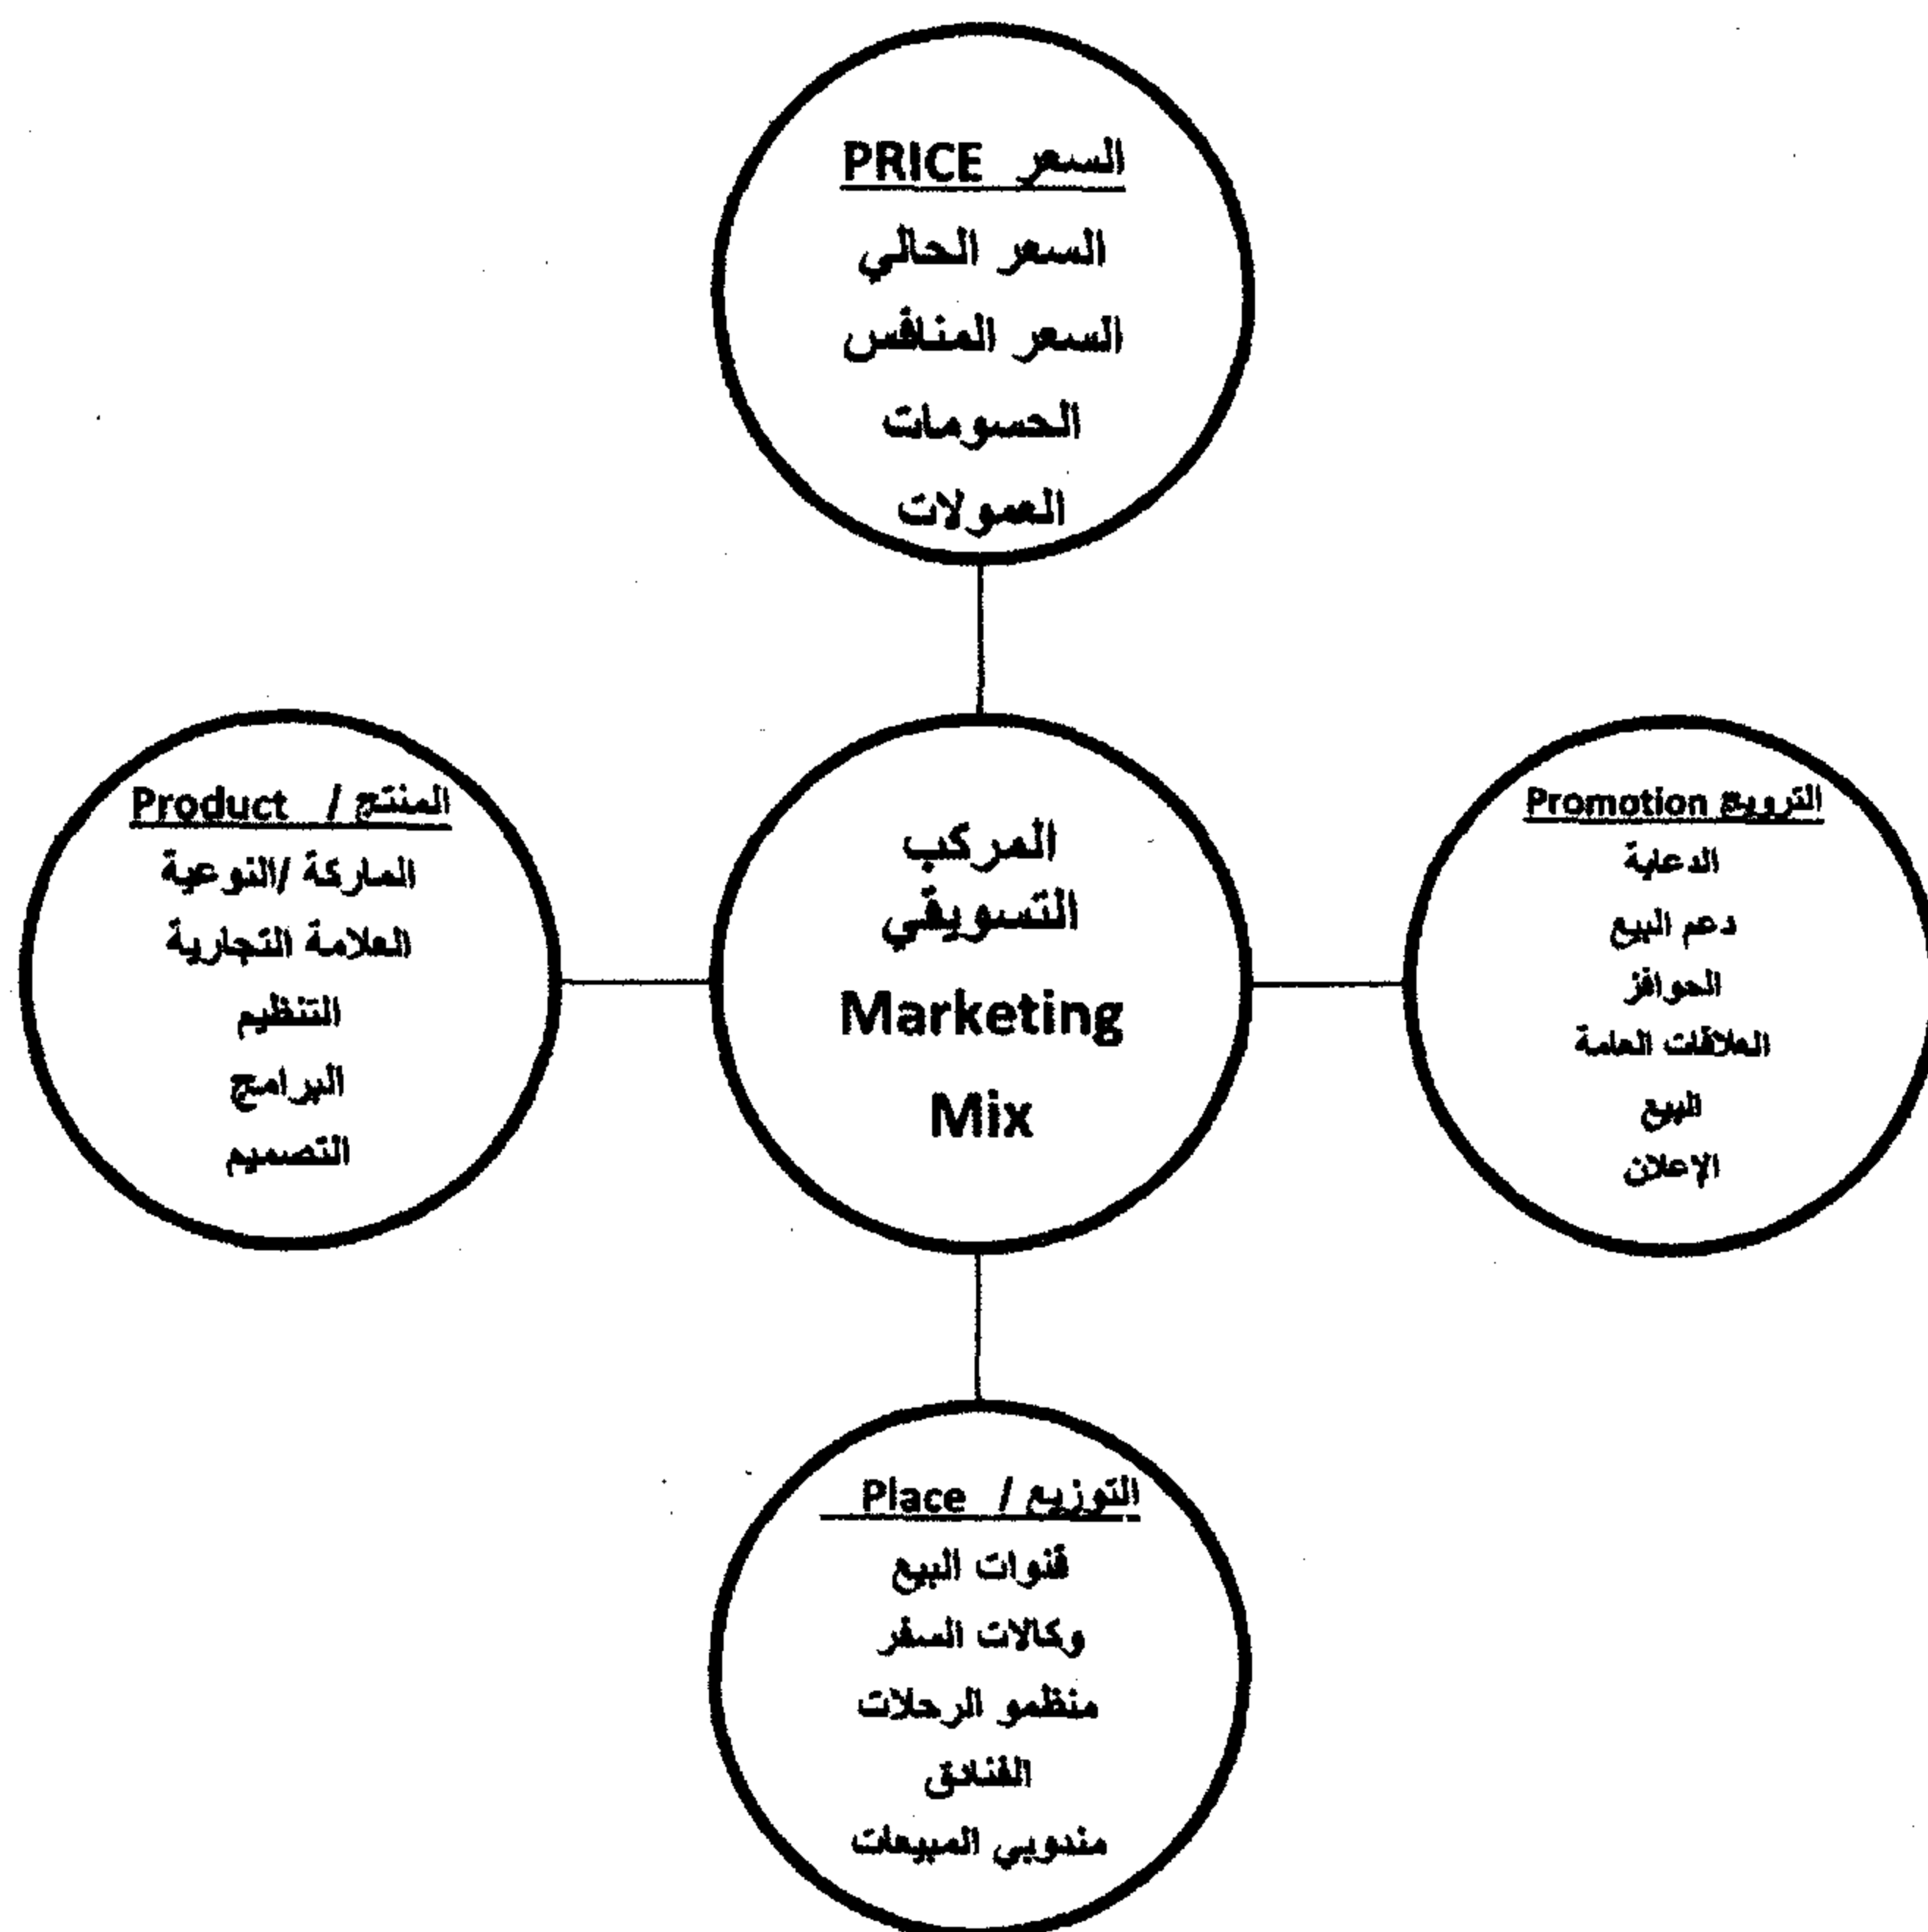 السعر PRICE
السعر الحالي
السعر المنافس
الحسومات
العمولات
المنتج / Product
الماركة /النوعية
العلامة التجارية
التنظيم
البرامج
التصميم
المركب
التسويقي
Marketing
Mix
الترويج Promotion
الدعاية
دعم البيع
الحوافز
العلاقات العامة
البيع
الإعلان
التوزيع / Place
قنوات البيع
وكالات السفر
منظمو الرحلات
الفنادق
مندوبي المبيعات